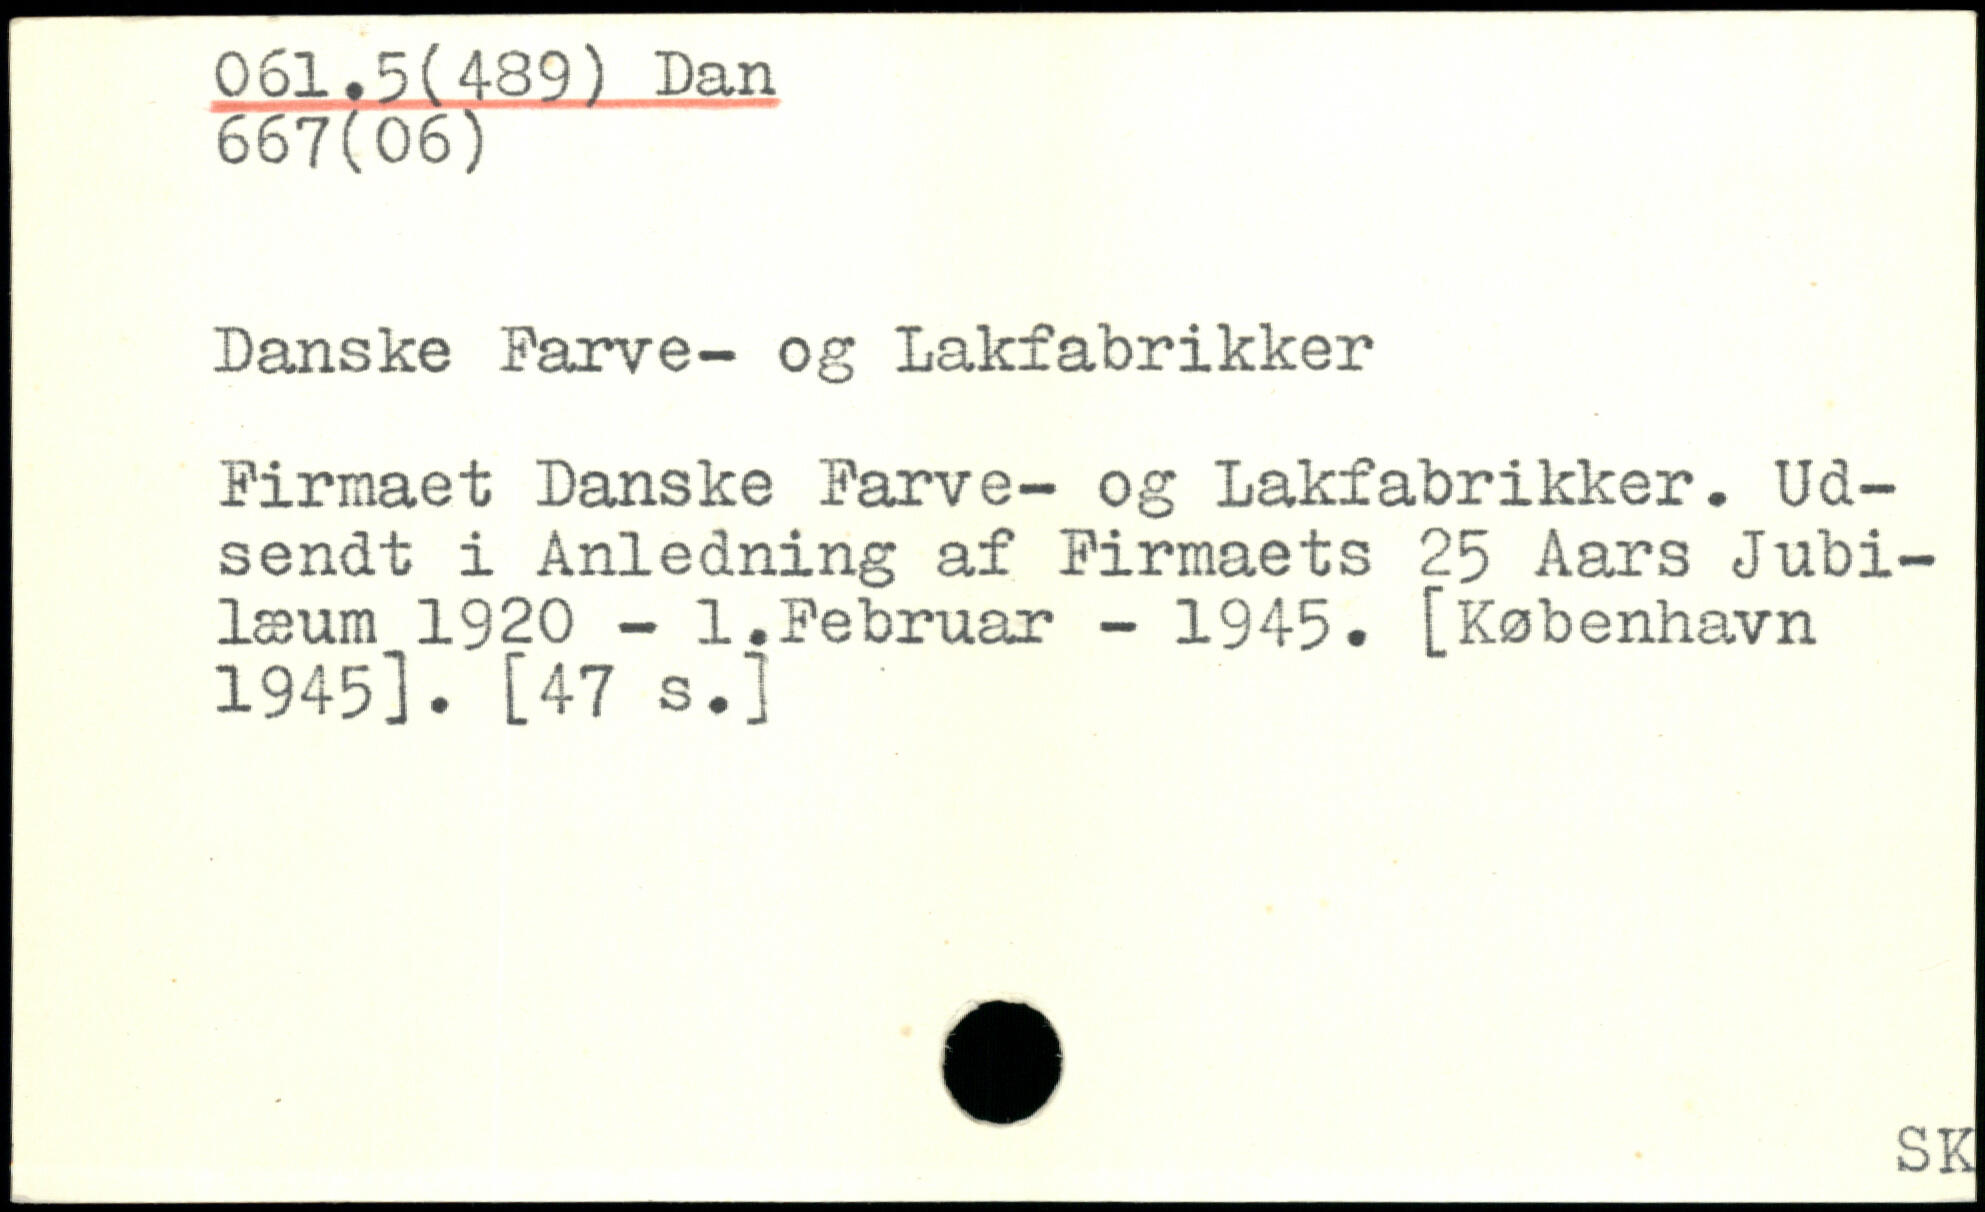 061.5(489) Dan
667(06)
Danske Farve- og Lakfabrikker
Firmaet Danske Farve- og Lakfabrikker. Ud-
sendt i Anledning af Firmaets 25 Aars Jubi-
læum 1920 - 1.Februar - 1945. [København
1945]. [47 s.]
SK